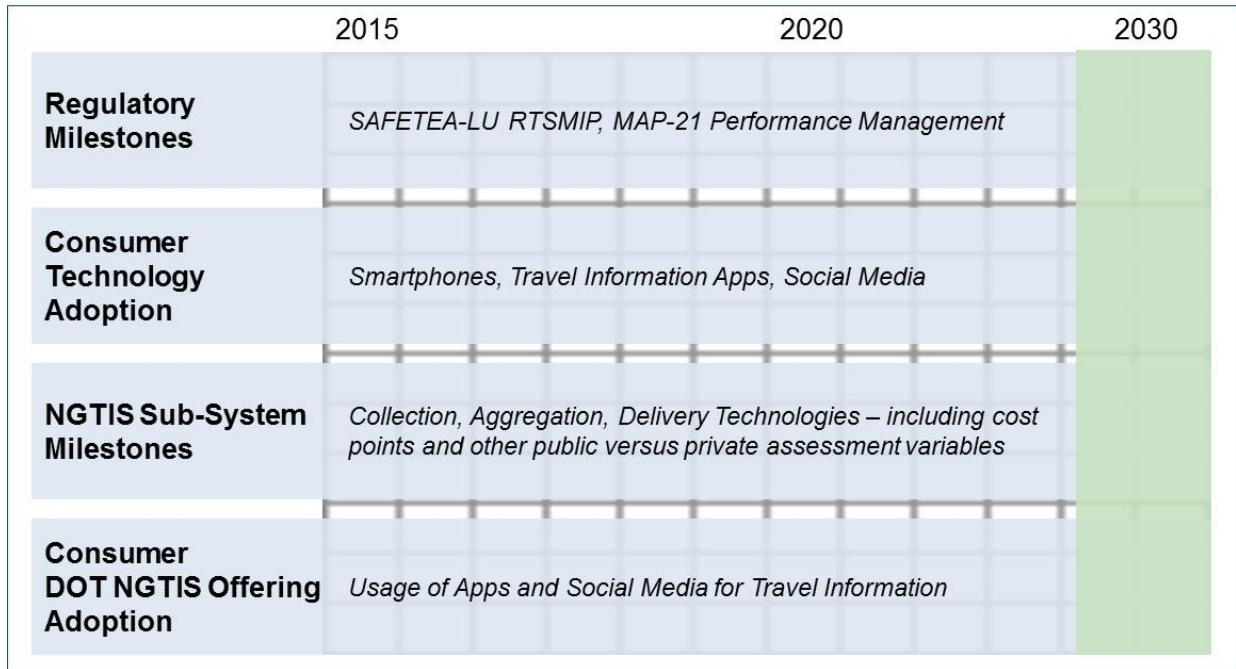 2015 2020 2030
Regulatory
Milestones
SAFETEA-LU RTSMIP, MAP-21 Performance Management
Consumer
Technology
Adoption
Smartphones, Travel Information Apps, Social Media
NGTIS Sub-System
Milestones
Collection, Aggregation, Delivery Technologies – including cost
points and other public versus private assessment variables
Consumer
DOT NGTIS Offering
Adoption
Usage of Apps and Social Media for Travel Information